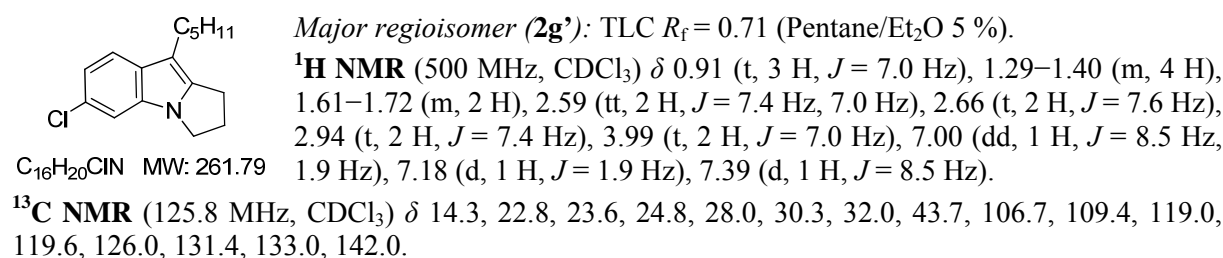 C₅H₁₁
Cl
N
C₁₆H₂₀ClN MW: 261.79
Major regioisomer (2g’): TLC Rf = 0.71 (Pentane/Et₂O 5 %).
¹H NMR (500 MHz, CDCl₃) δ 0.91 (t, 3 H, J = 7.0 Hz), 1.29−1.40 (m, 4 H),
1.61−1.72 (m, 2 H), 2.59 (tt, 2 H, J = 7.4 Hz, 7.0 Hz), 2.66 (t, 2 H, J = 7.6 Hz),
2.94 (t, 2 H, J = 7.4 Hz), 3.99 (t, 2 H, J = 7.0 Hz), 7.00 (dd, 1 H, J = 8.5 Hz,
1.9 Hz), 7.18 (d, 1 H, J = 1.9 Hz), 7.39 (d, 1 H, J = 8.5 Hz).
¹³C NMR (125.8 MHz, CDCl₃) δ 14.3, 22.8, 23.6, 24.8, 28.0, 30.3, 32.0, 43.7, 106.7, 109.4, 119.0,
119.6, 126.0, 131.4, 133.0, 142.0.